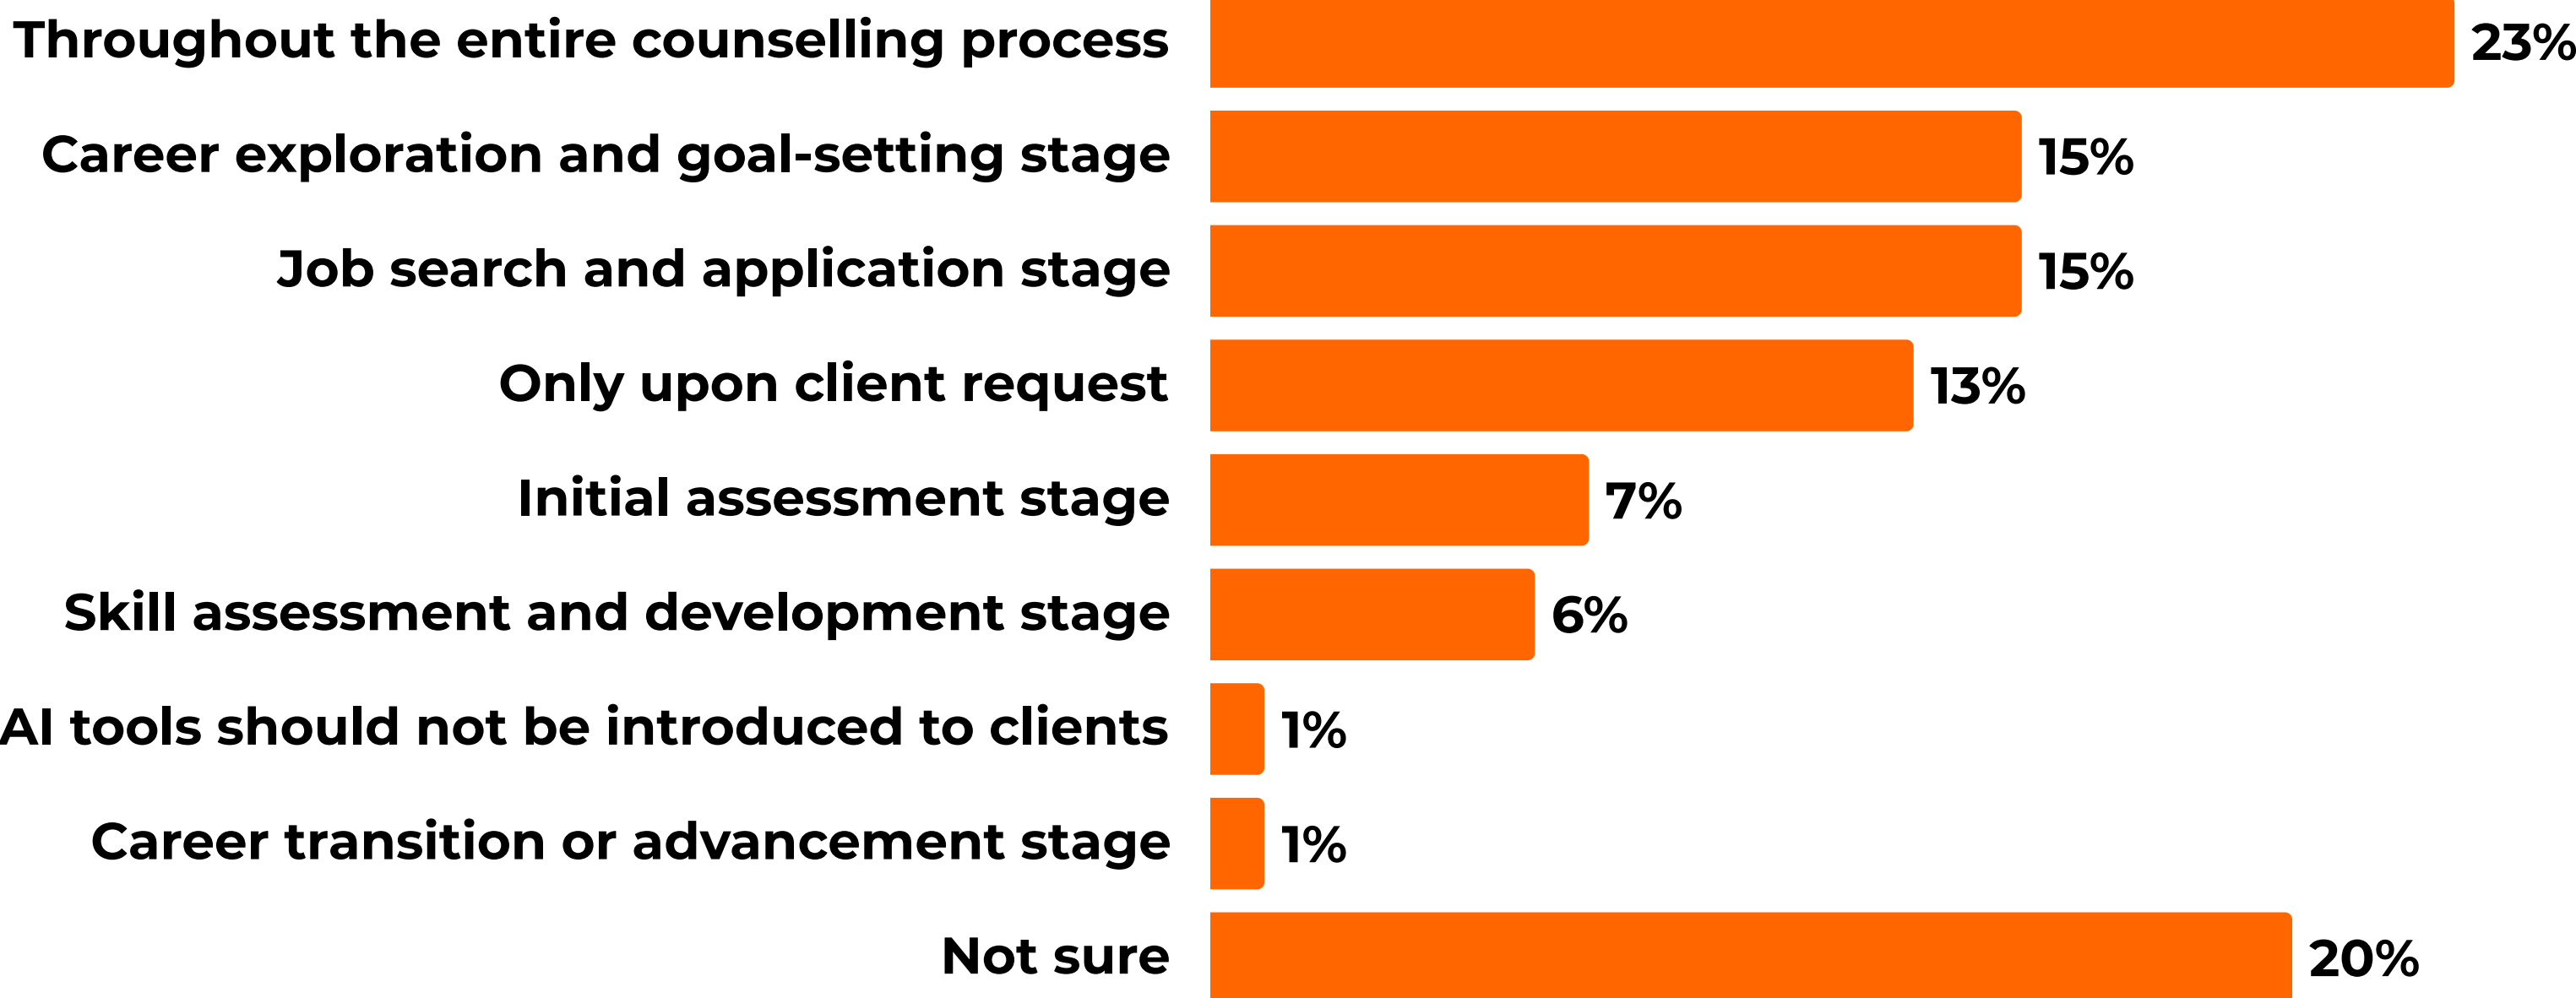 Throughout the entire counselling process 23%
Career exploration and goal-setting stage 15%
Job search and application stage 15%
Only upon client request 13%
Initial assessment stage 7%
Skill assessment and development stage 6%
AI tools should not be introduced to clients 1%
Career transition or advancement stage 1%
Not sure 20%